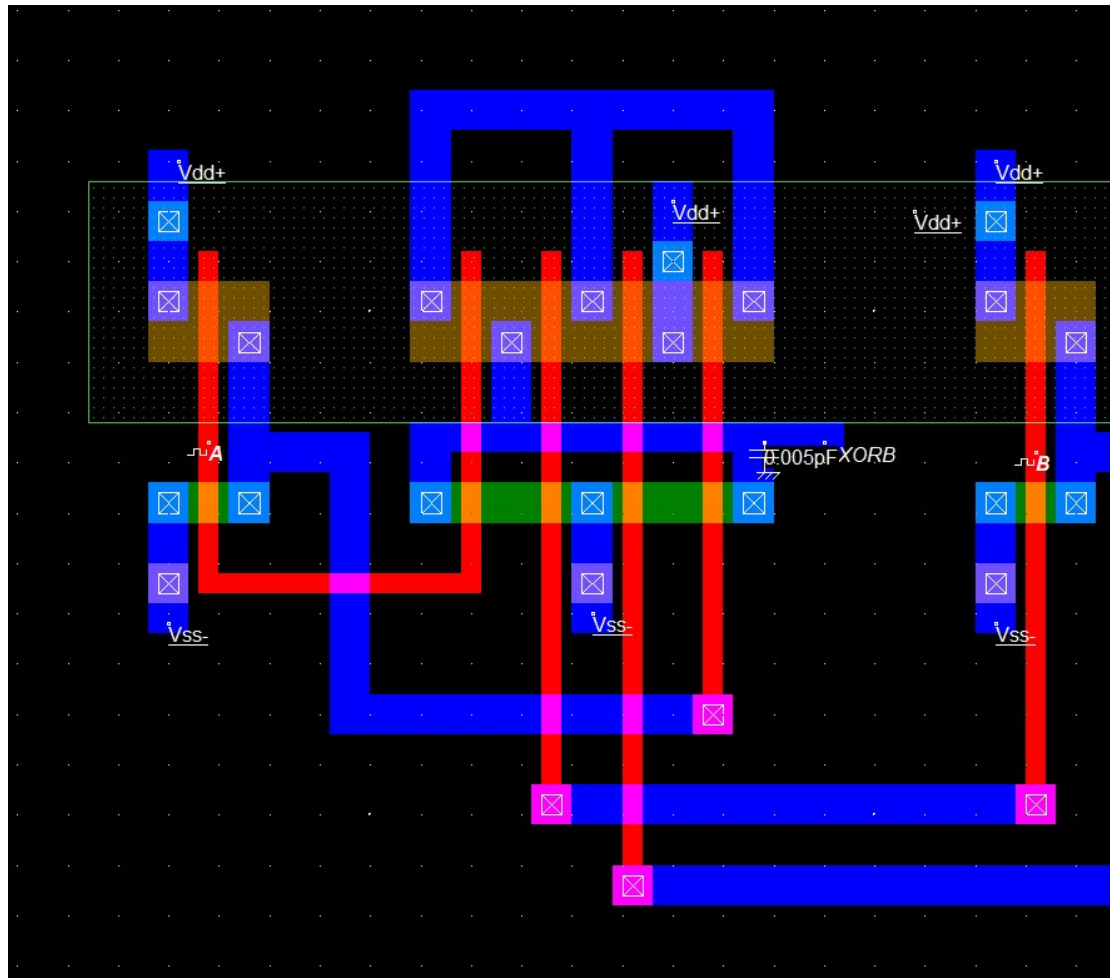 Vdd+
Vdd+
Vdd+
Vdd+
A
0.005pF
XORB
B
Vss-
Vss-
Vss-